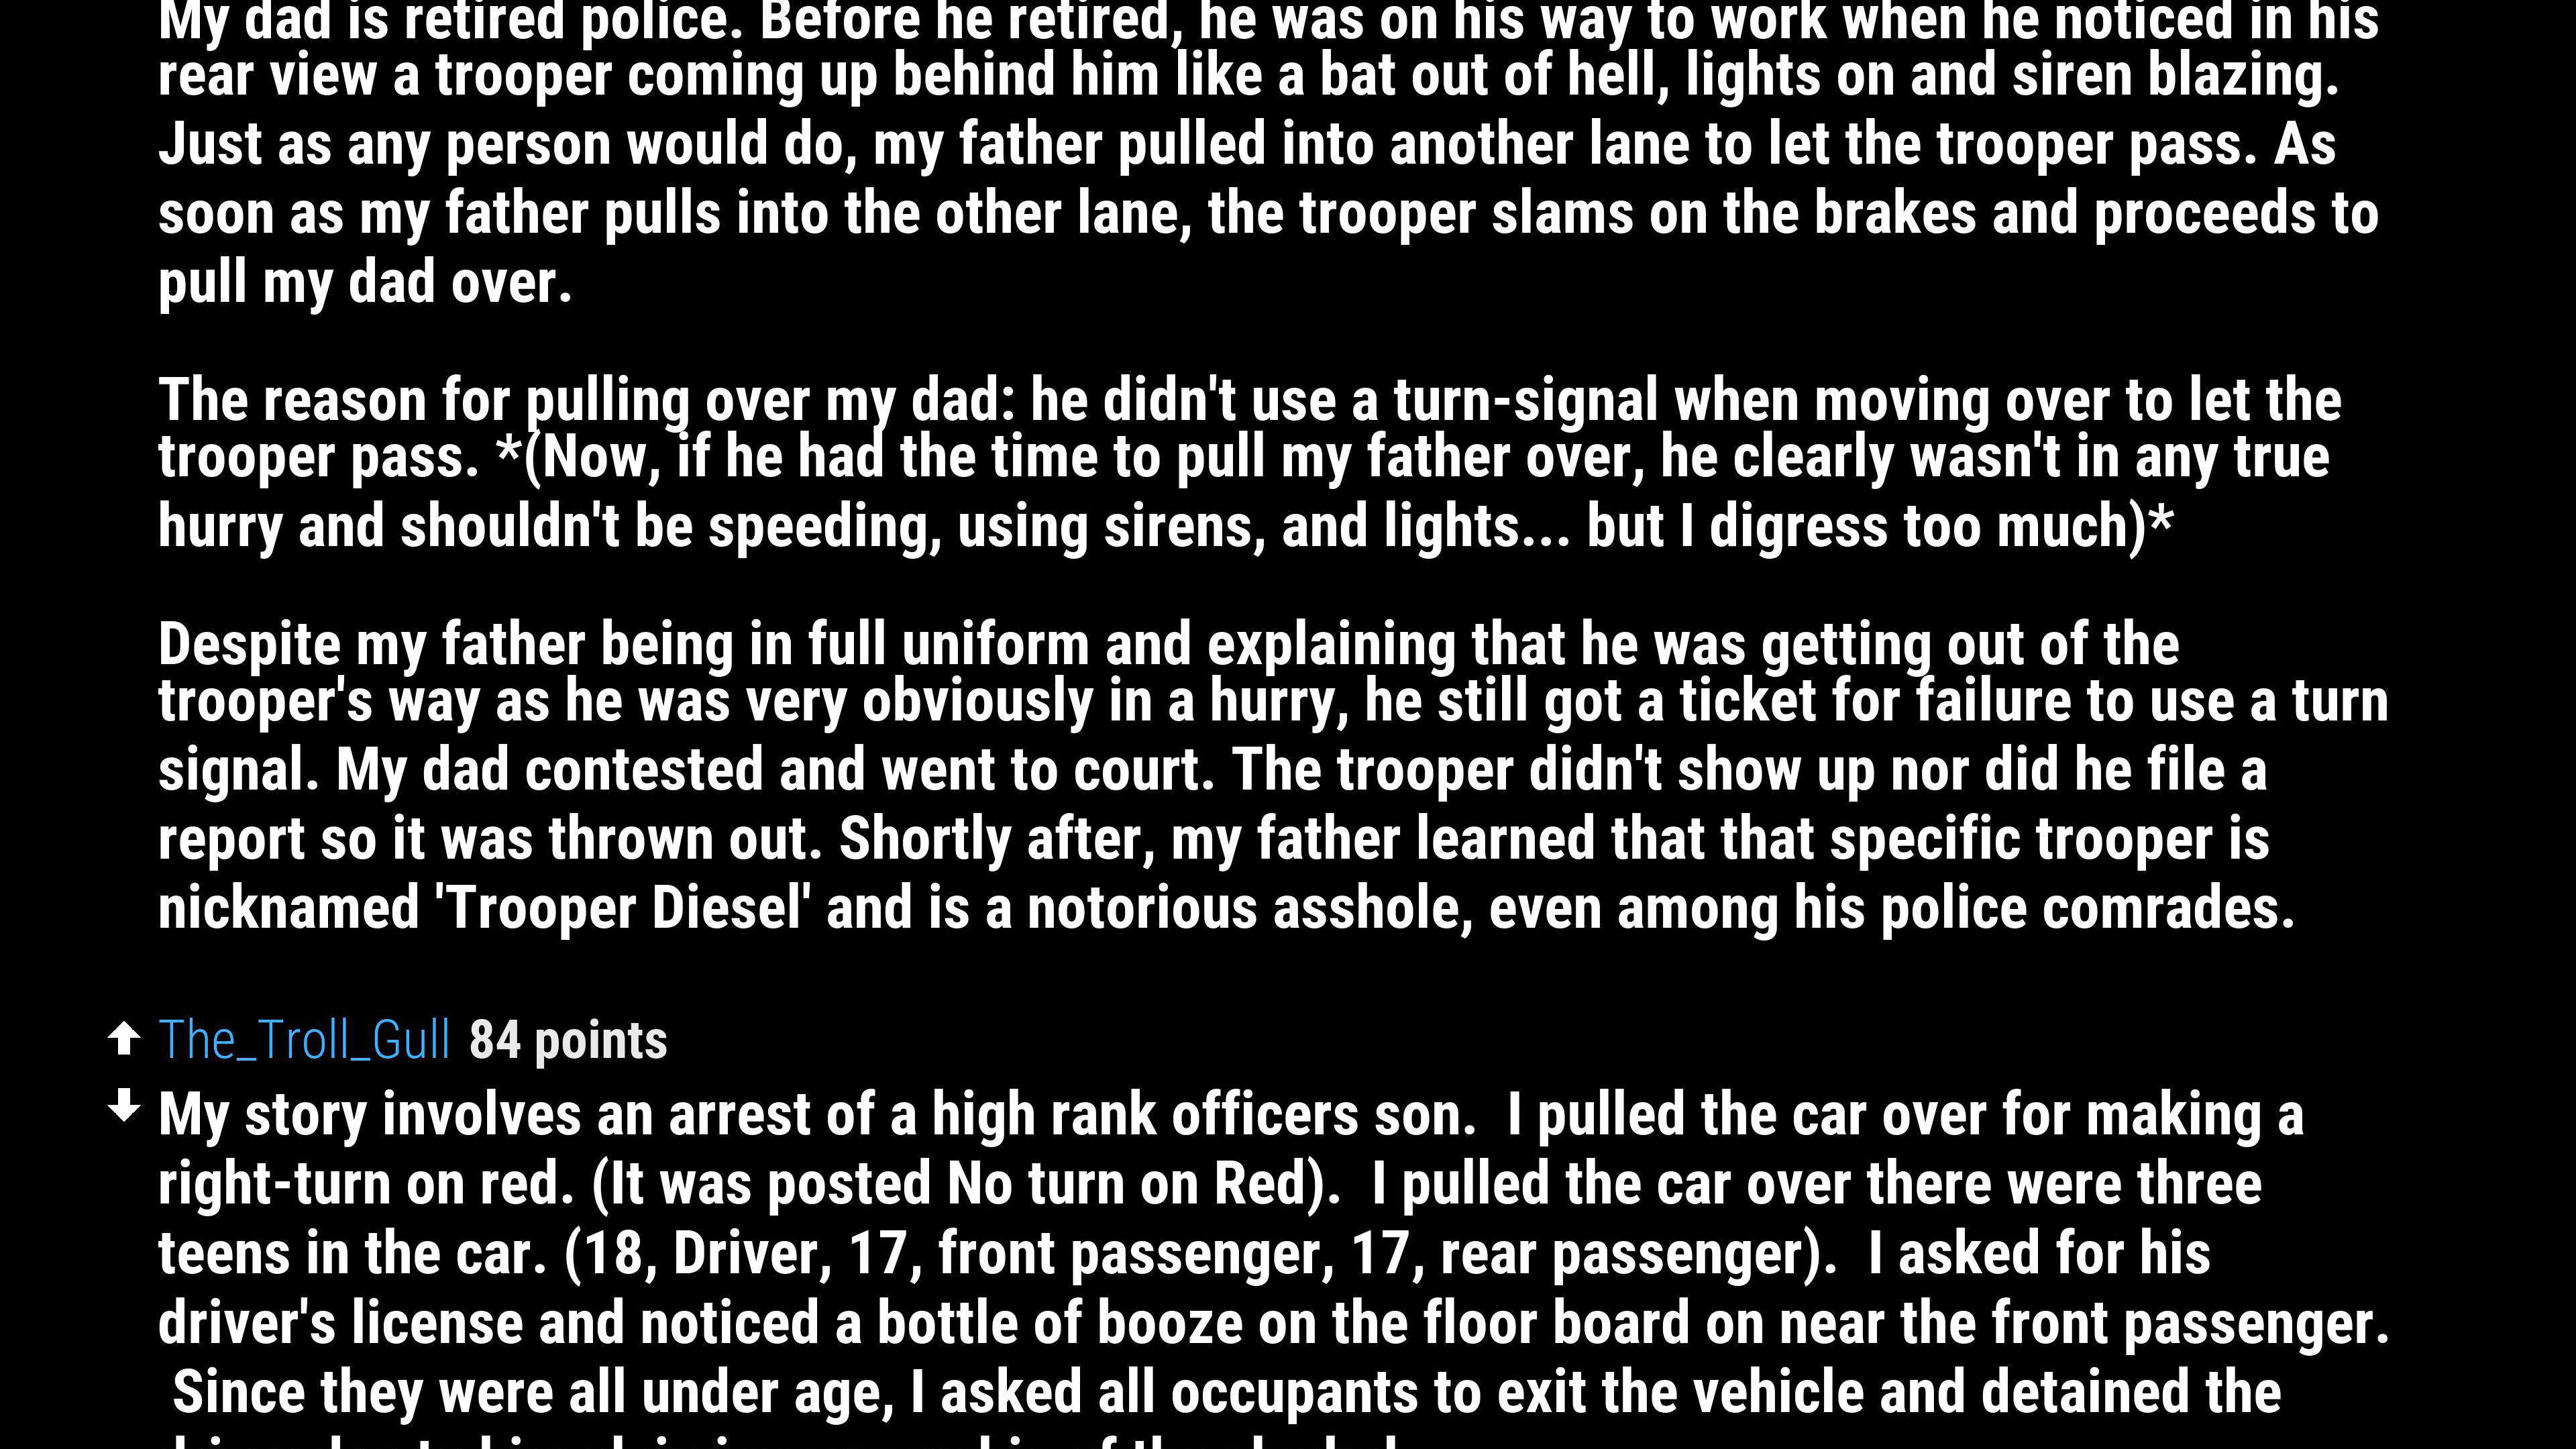 My dad is retired police. Before he retired, he was on his way to work when he noticed in his
rear view a trooper coming up behind him like a bat out of hell, lights on and siren blazing.
Just as any person would do, my father pulled into another lane to let the trooper pass. As
soon as my father pulls into the other lane, the trooper slams on the brakes and proceeds to
pull my dad over.
The reason for pulling over my dad: he didn't use a turn-signal when moving over to let the
trooper pass. *(Now, if he had the time to pull my father over, he clearly wasn't in any true
hurry and shouldn't be speeding, using sirens, and lights... but I digress too much)*
Despite my father being in full uniform and explaining that he was getting out of the
trooper's way as he was very obviously in a hurry, he still got a ticket for failure to use a turn
signal. My dad contested and went to court. The trooper didn't show up nor did he file a
report so it was thrown out. Shortly after, my father learned that that specific trooper is
nicknamed 'Trooper Diesel' and is a notorious asshole, even among his police comrades.
The_Troll_Gull 84 points
My story involves an arrest of a high rank officers son. I pulled the car over for making a
right-turn on red. (It was posted No turn on Red). I pulled the car over there were three
teens in the car. (18, Driver, 17, front passenger, 17, rear passenger). I asked for his
driver's license and noticed a bottle of booze on the floor board on near the front passenger.
Since they were all under age, I asked all occupants to exit the vehicle and detained the